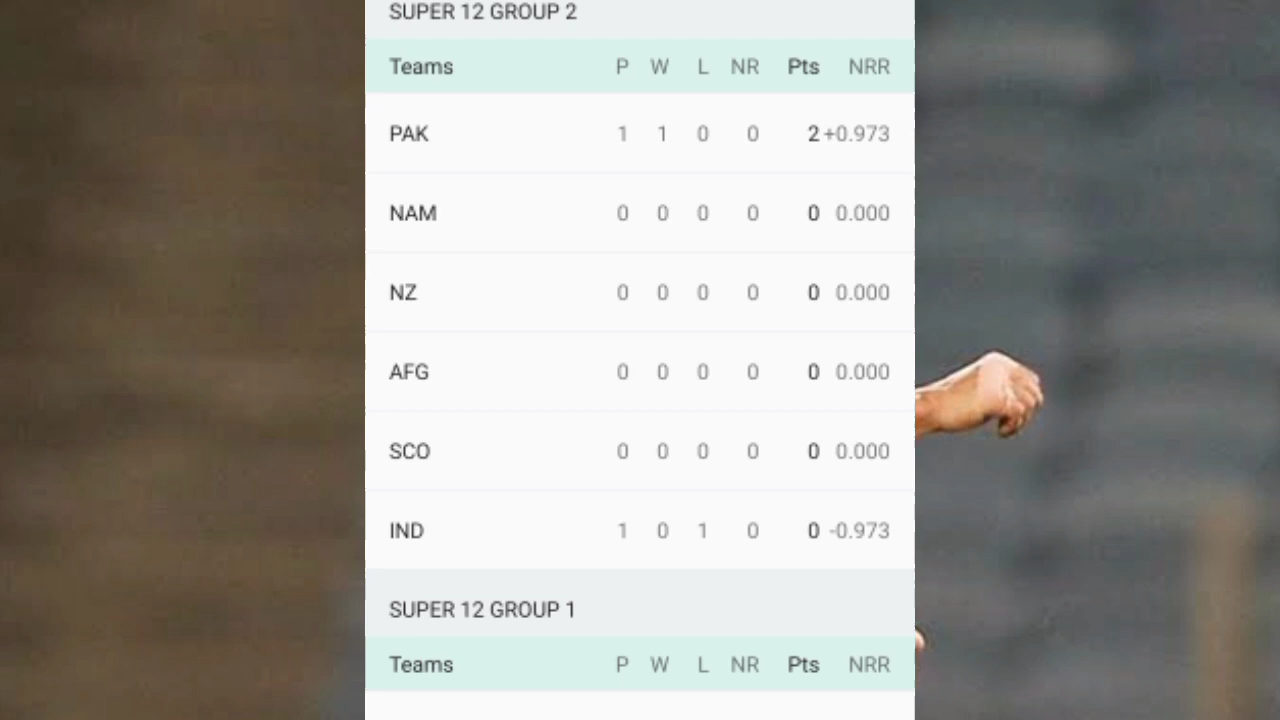 SUPER 12 GROUP 2
Teams P W L NR Pts NRR
PAK 1 1 0 0 2 +0.973
NAM 0 0 0 0 0 0.000
NZ 0 0 0 0 0 0.000
AFG 0 0 0 0 0 0.000
SCO 0 0 0 0 0 0.000
IND 1 0 1 0 0 -0.973
SUPER 12 GROUP 1
Teams P W L NR Pts NRR